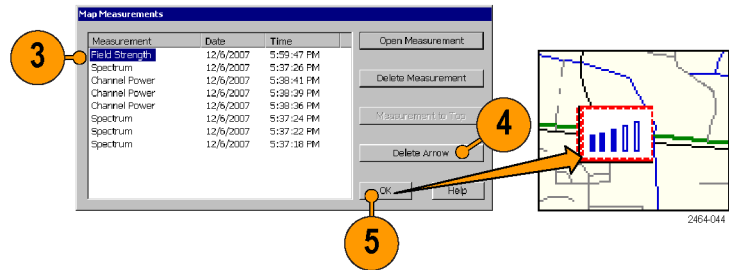 Map Measurements
Measurement Date Time
Field Strength 12/6/2007 5:59:47 PM
Spectrum 12/6/2007 5:37:26 PM
Channel Power 12/6/2007 5:38:41 PM
Channel Power 12/6/2007 5:38:39 PM
Channel Power 12/6/2007 5:38:36 PM
Spectrum 12/6/2007 5:37:24 PM
Spectrum 12/6/2007 5:37:22 PM
Spectrum 12/6/2007 5:37:18 PM
Open Measurement
Delete Measurement
Measurement to Top
Delete Arrow
OK
Help
3
4
5
2464-044